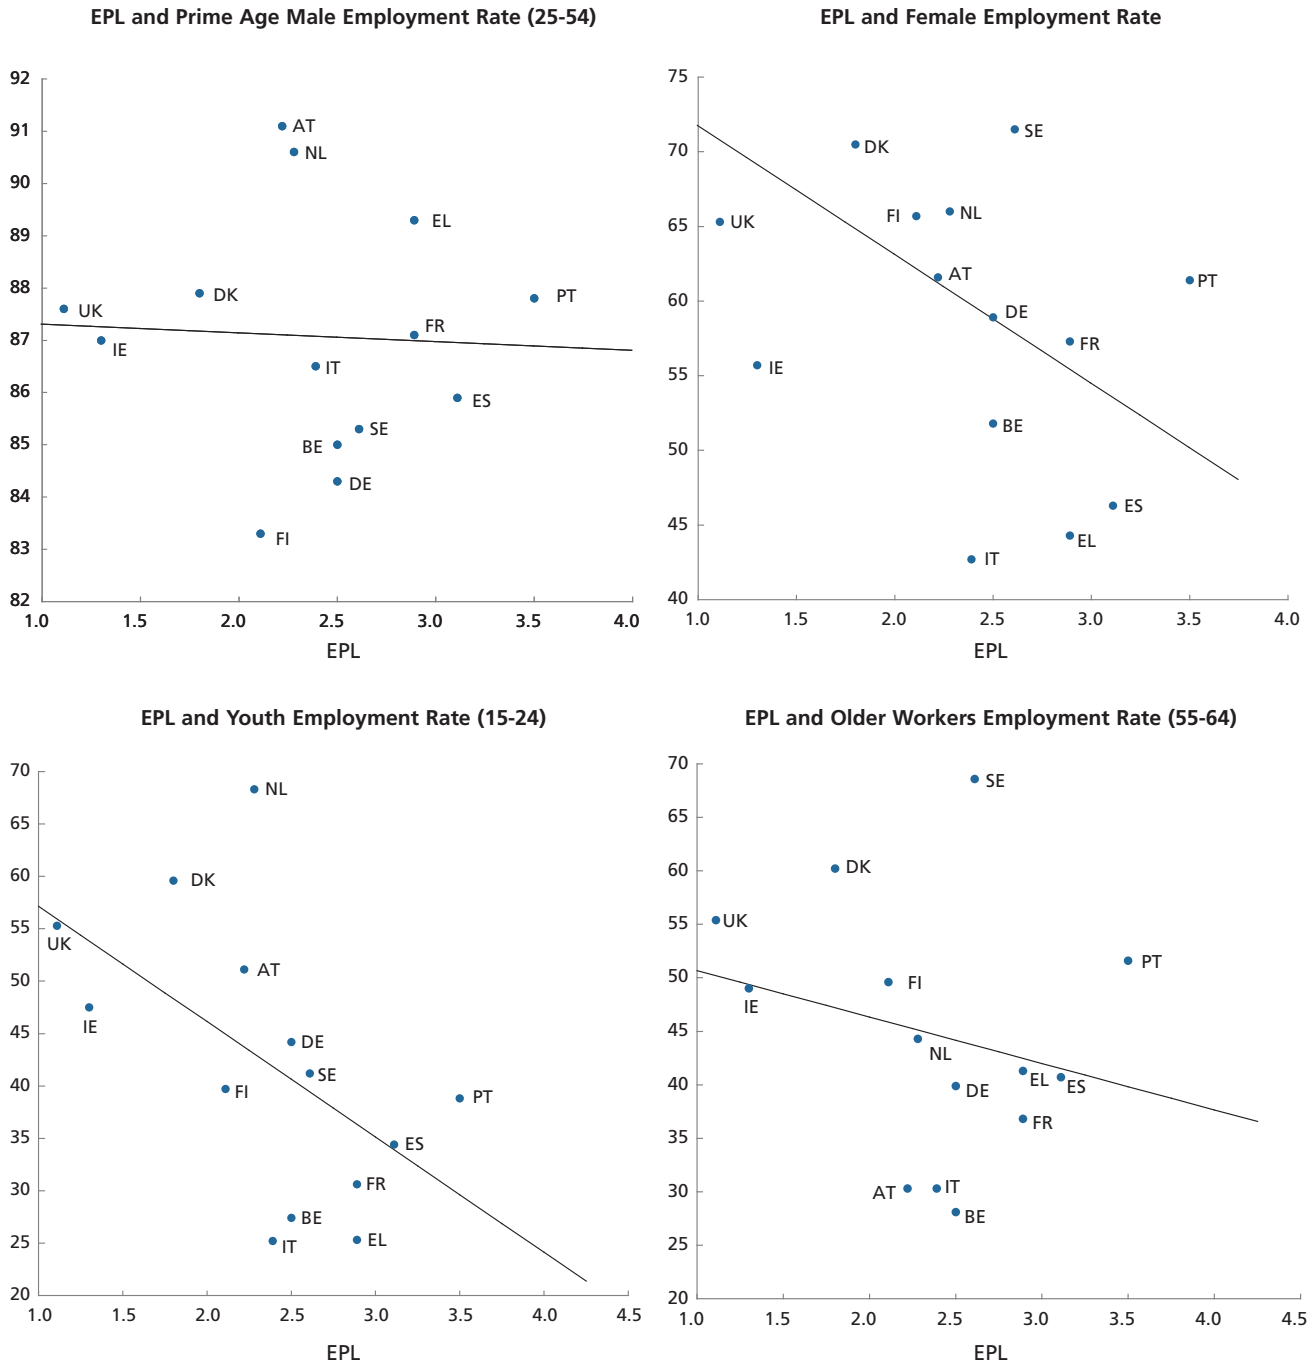 EPL and Prime Age Male Employment Rate (25-54)
92
91
90
89
88
87
86
85
84
83
82
AT
NL
EL
DK
PT
UK
FR
IE
IT
ES
SE
BE
DE
FI
1.0 1.5 2.0 2.5 3.0 3.5 4.0
EPL
EPL and Female Employment Rate
75
70
65
60
55
50
45
40
SE
DK
FI
NL
UK
AT
PT
DE
FR
IE
BE
ES
EL
IT
1.0 1.5 2.0 2.5 3.0 3.5 4.0
EPL
EPL and Youth Employment Rate (15-24)
70
65
60
55
50
45
40
35
30
25
20
NL
DK
UK
AT
IE
DE
SE
FI
PT
ES
FR
BE
EL
IT
1.0 1.5 2.0 2.5 3.0 3.5 4.0 4.5
EPL
EPL and Older Workers Employment Rate (55-64)
70
65
60
55
50
45
40
35
30
25
20
SE
DK
UK
PT
FI
IE
NL
EL
ES
DE
FR
AT
IT
BE
1.0 1.5 2.0 2.5 3.0 3.5 4.0 4.5
EPL